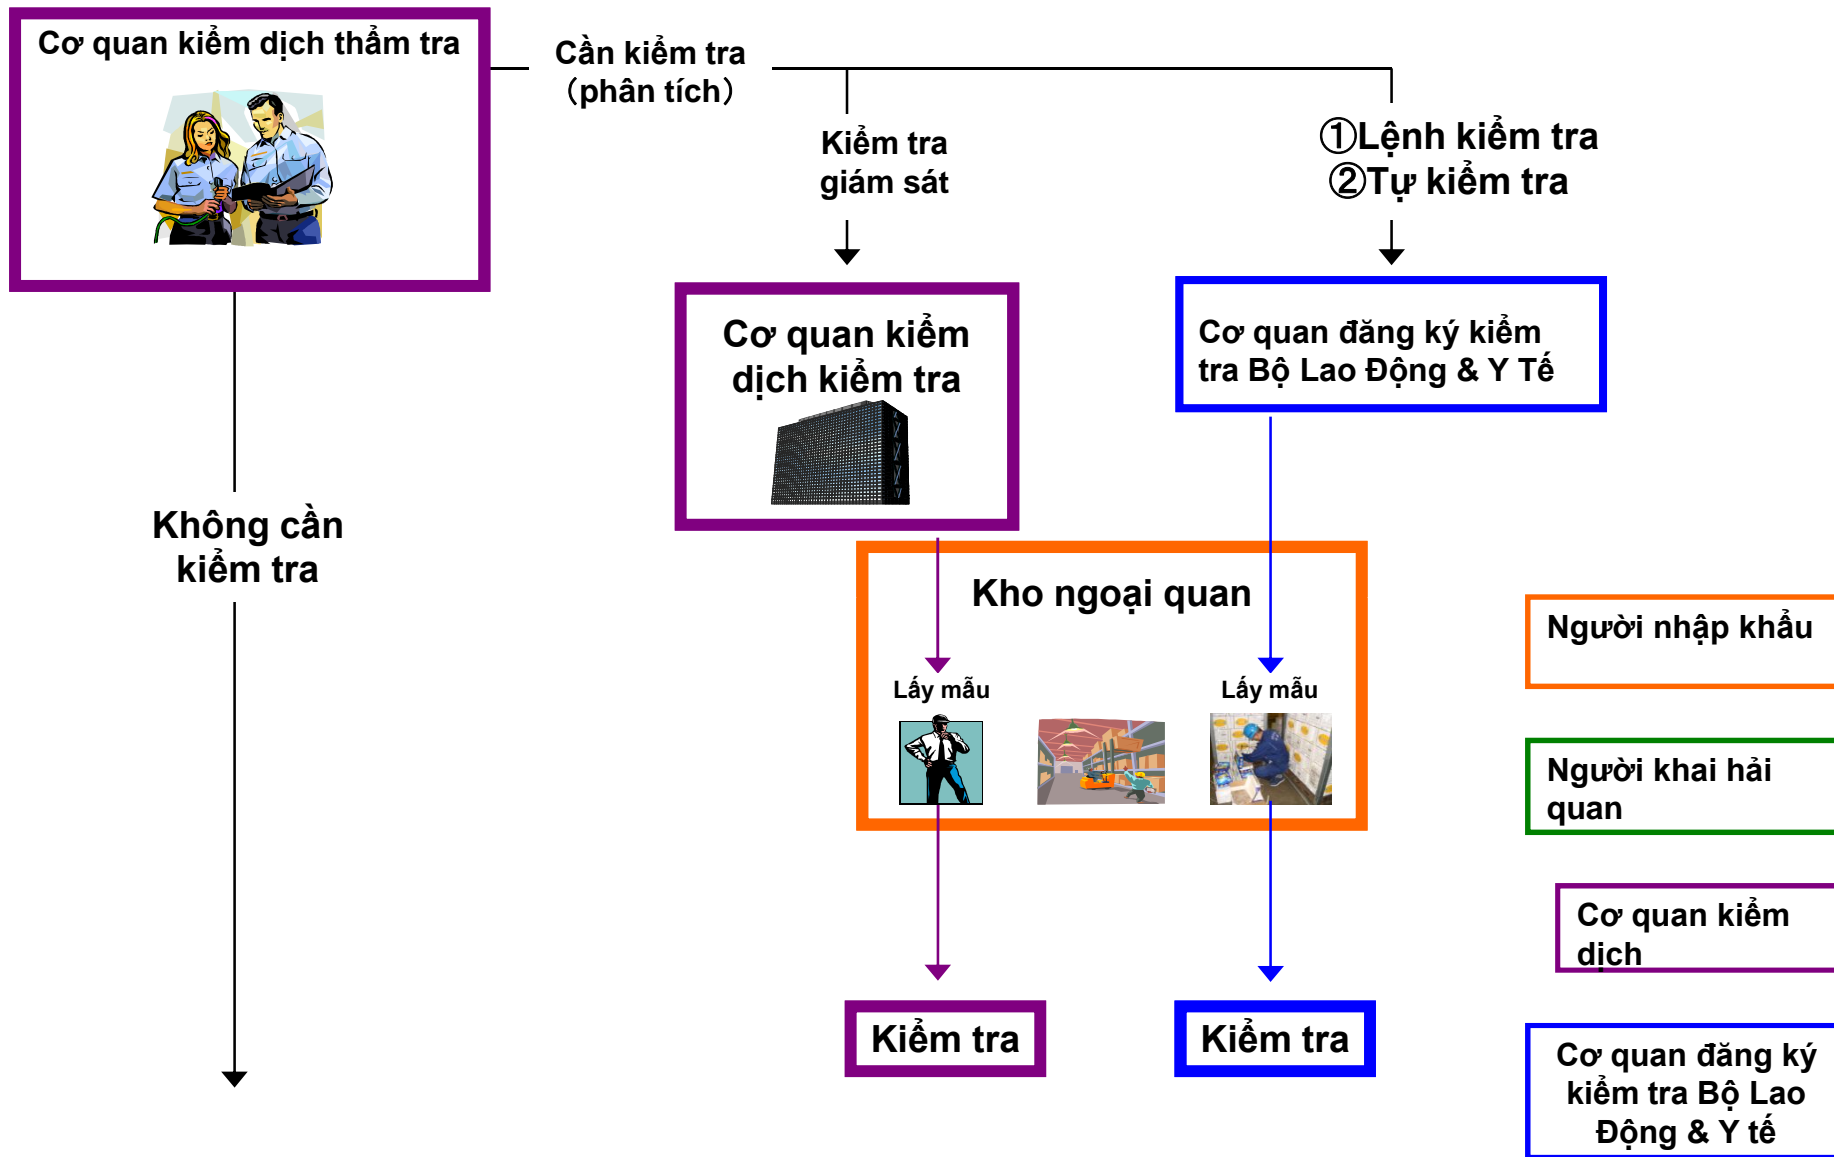 Cơ quan kiểm dịch thẩm tra
Cần kiểm tra
（phân tích）
Kiểm tra
giám sát
①Lệnh kiểm tra
②Tự kiểm tra
Cơ quan kiểm
dịch kiểm tra
Cơ quan đăng ký kiểm
tra Bộ Lao Động & Y Tế
Không cần
kiểm tra
Kho ngoại quan
Lấy mẫu
Lấy mẫu
Kiểm tra
Kiểm tra
Người nhập khẩu
Người khai hải
quan
Cơ quan kiểm
dịch
Cơ quan đăng ký
kiểm tra Bộ Lao
Động & Y tế